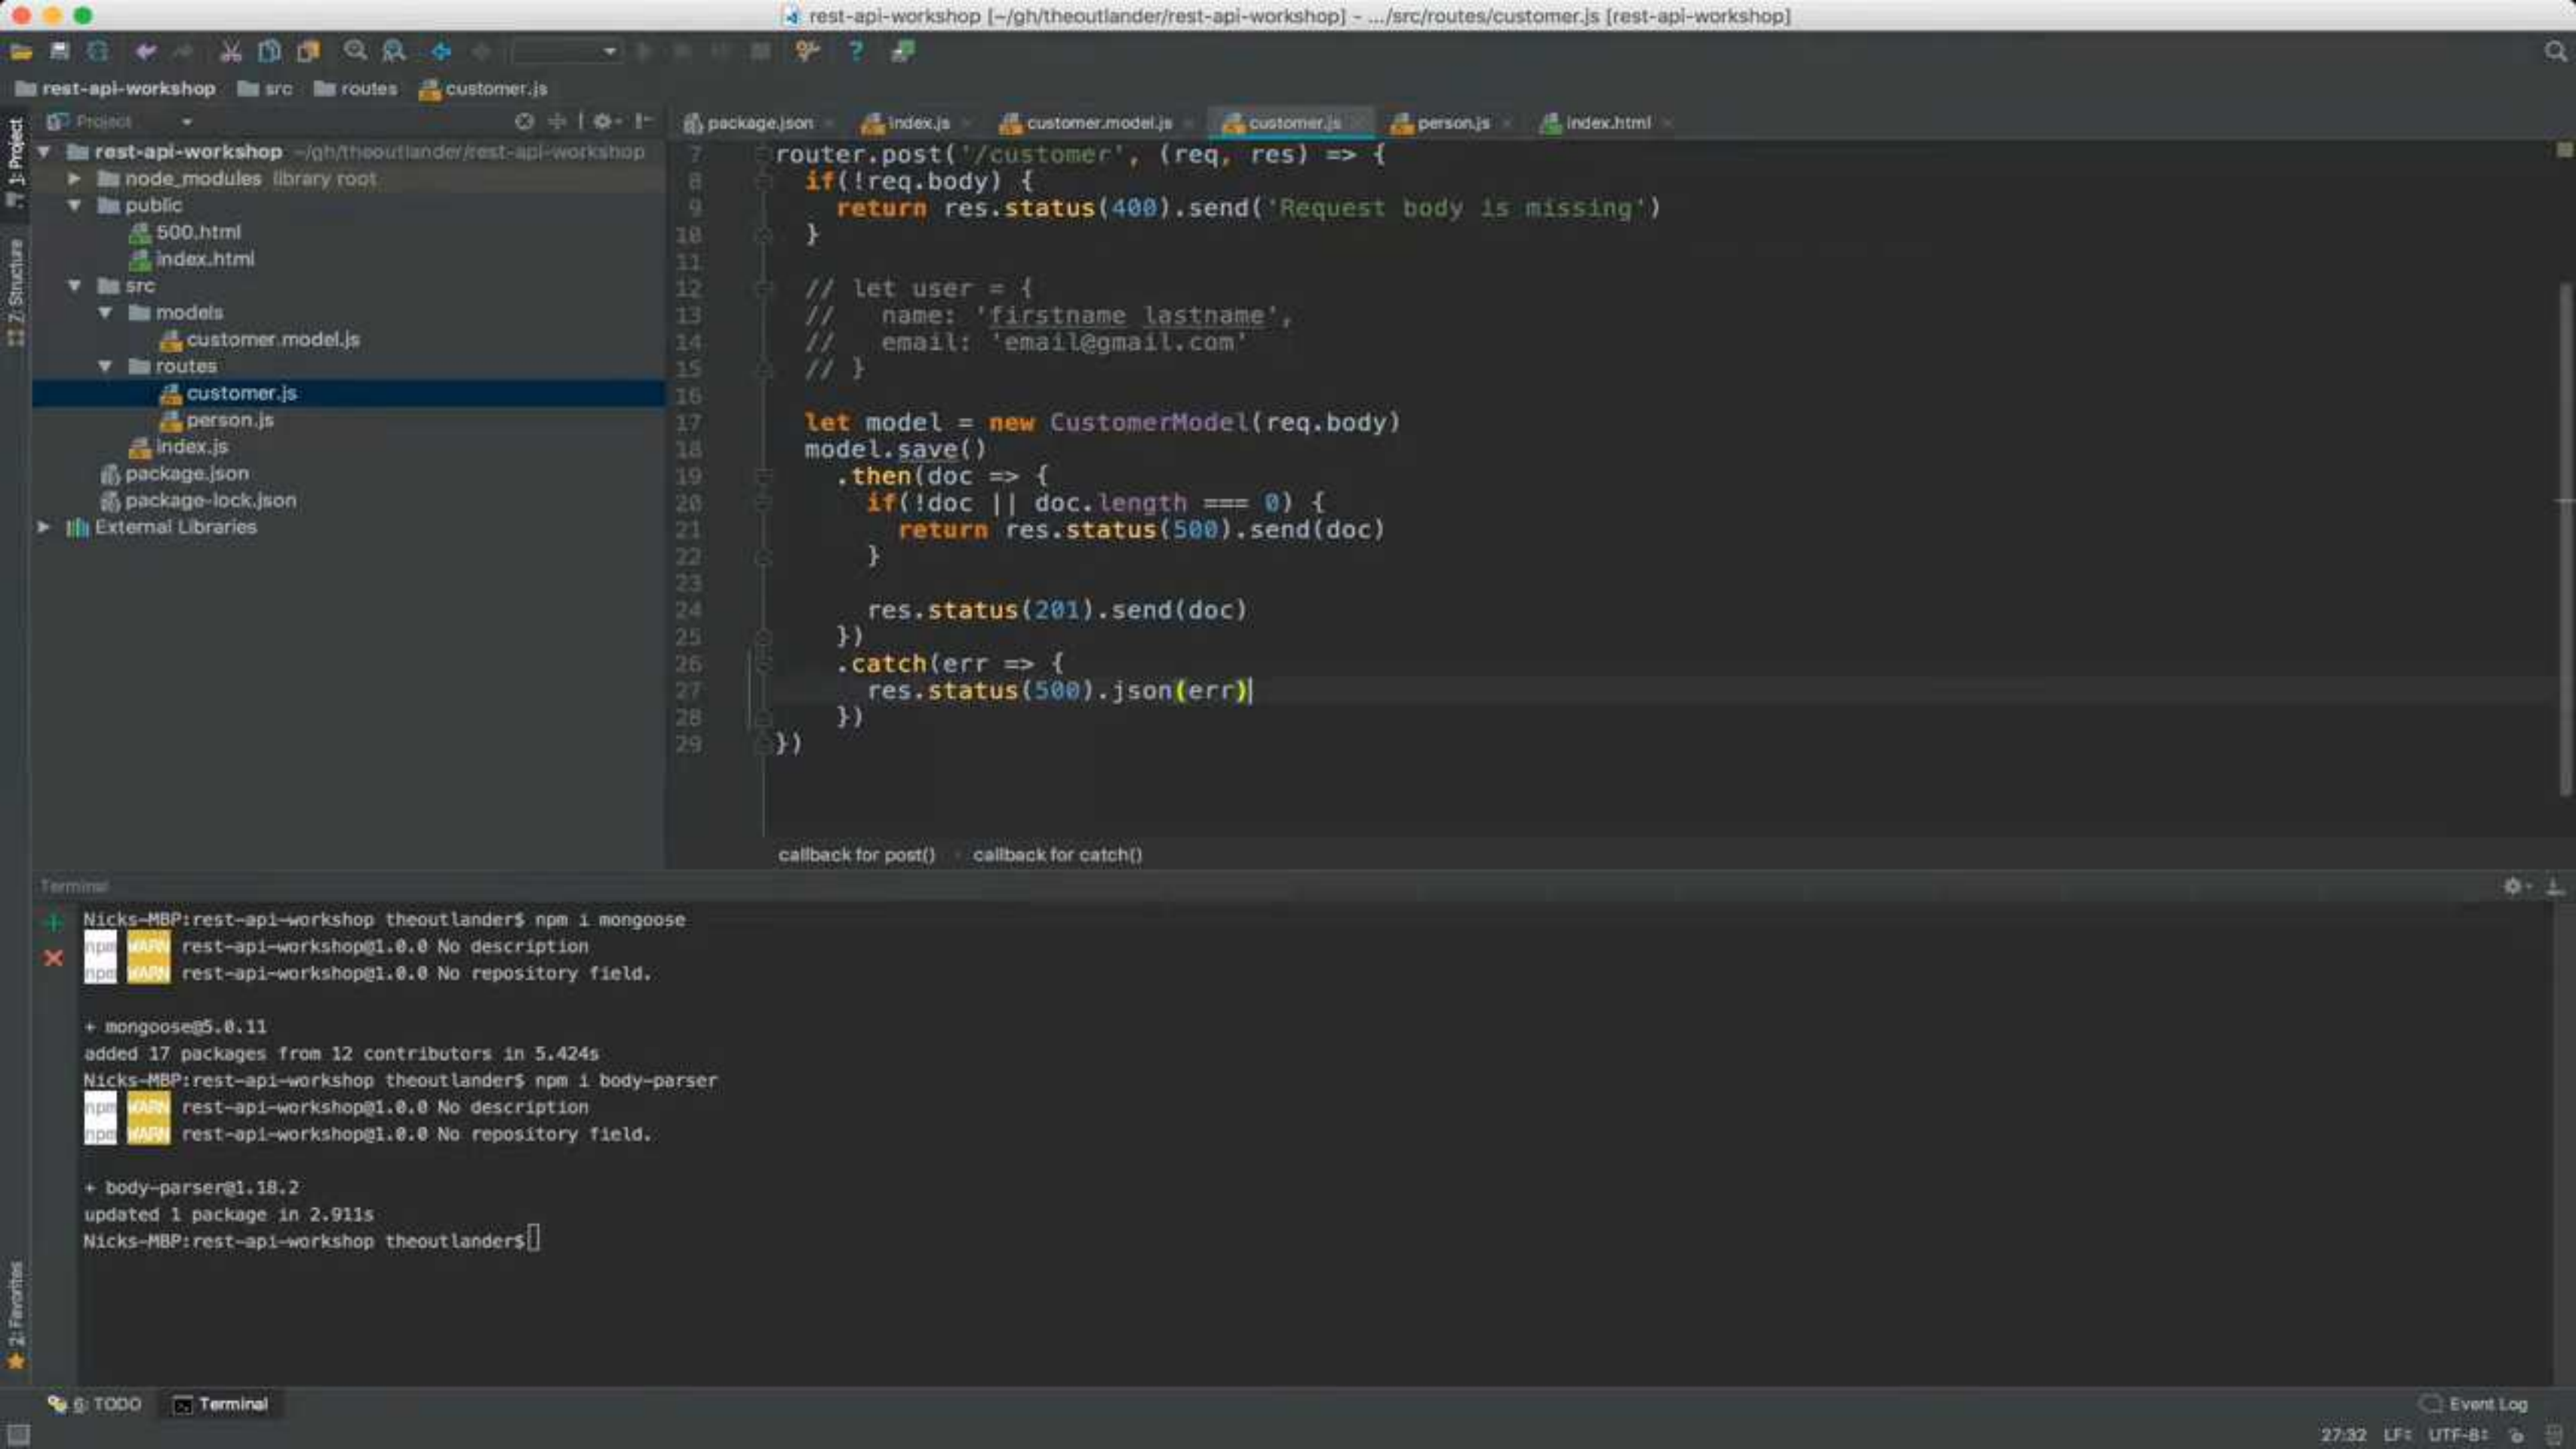 rest-api-workshop [~/gh/theoutlander/rest-api-workshop] - .../src/routes/customer.js [rest-api-workshop]
rest-api-workshop src routes customer.js
1: Project
Project
package.json index.js customer.model.js customer.js person.js index.html
rest-api-workshop ~/gh/theoutlander/rest-api-workshop
node_modules library root
public
500.html
index.html
src
models
customer.model.js
routes
customer.js
person.js
index.js
package.json
package-lock.json
External Libraries
7: Structure
7 router.post('/customer', (req, res) => {
8 if(!req.body) {
9 return res.status(400).send('Request body is missing')
10 }
11
12 // let user = {
13 // name: 'firstname lastname',
14 // email: 'email@gmail.com'
15 // }
16
17 let model = new CustomerModel(req.body)
18 model.save()
19 .then(doc => {
20 if(!doc || doc.length === 0) {
21 return res.status(500).send(doc)
22 }
23
24 res.status(201).send(doc)
25 })
26 .catch(err => {
27 res.status(500).json(err)
28 })
29 })
callback for post() callback for catch()
Terminal
Nicks-MBP:rest-api-workshop theoutlander$ npm i mongoose
npm WARN rest-api-workshop@1.0.0 No description
npm WARN rest-api-workshop@1.0.0 No repository field.
+ mongoose@5.0.11
added 17 packages from 12 contributors in 5.424s
Nicks-MBP:rest-api-workshop theoutlander$ npm i body-parser
npm WARN rest-api-workshop@1.0.0 No description
npm WARN rest-api-workshop@1.0.0 No repository field.
+ body-parser@1.18.2
updated 1 package in 2.911s
Nicks-MBP:rest-api-workshop theoutlander$
2: Favorites
6: TODO Terminal
Event Log
27:32 LF UTF-8